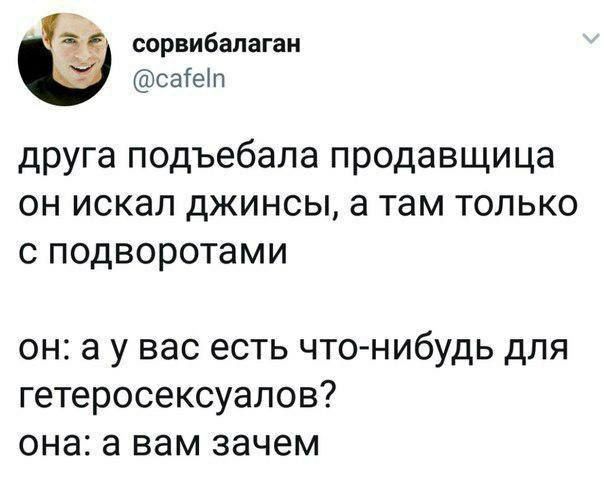 сорвибалаган
@cafeln
друга подъебала продавщица
он искал джинсы, а там только
с подворотами
он: а у вас есть что-нибудь для
гетеросексуалов?
она: а вам зачем